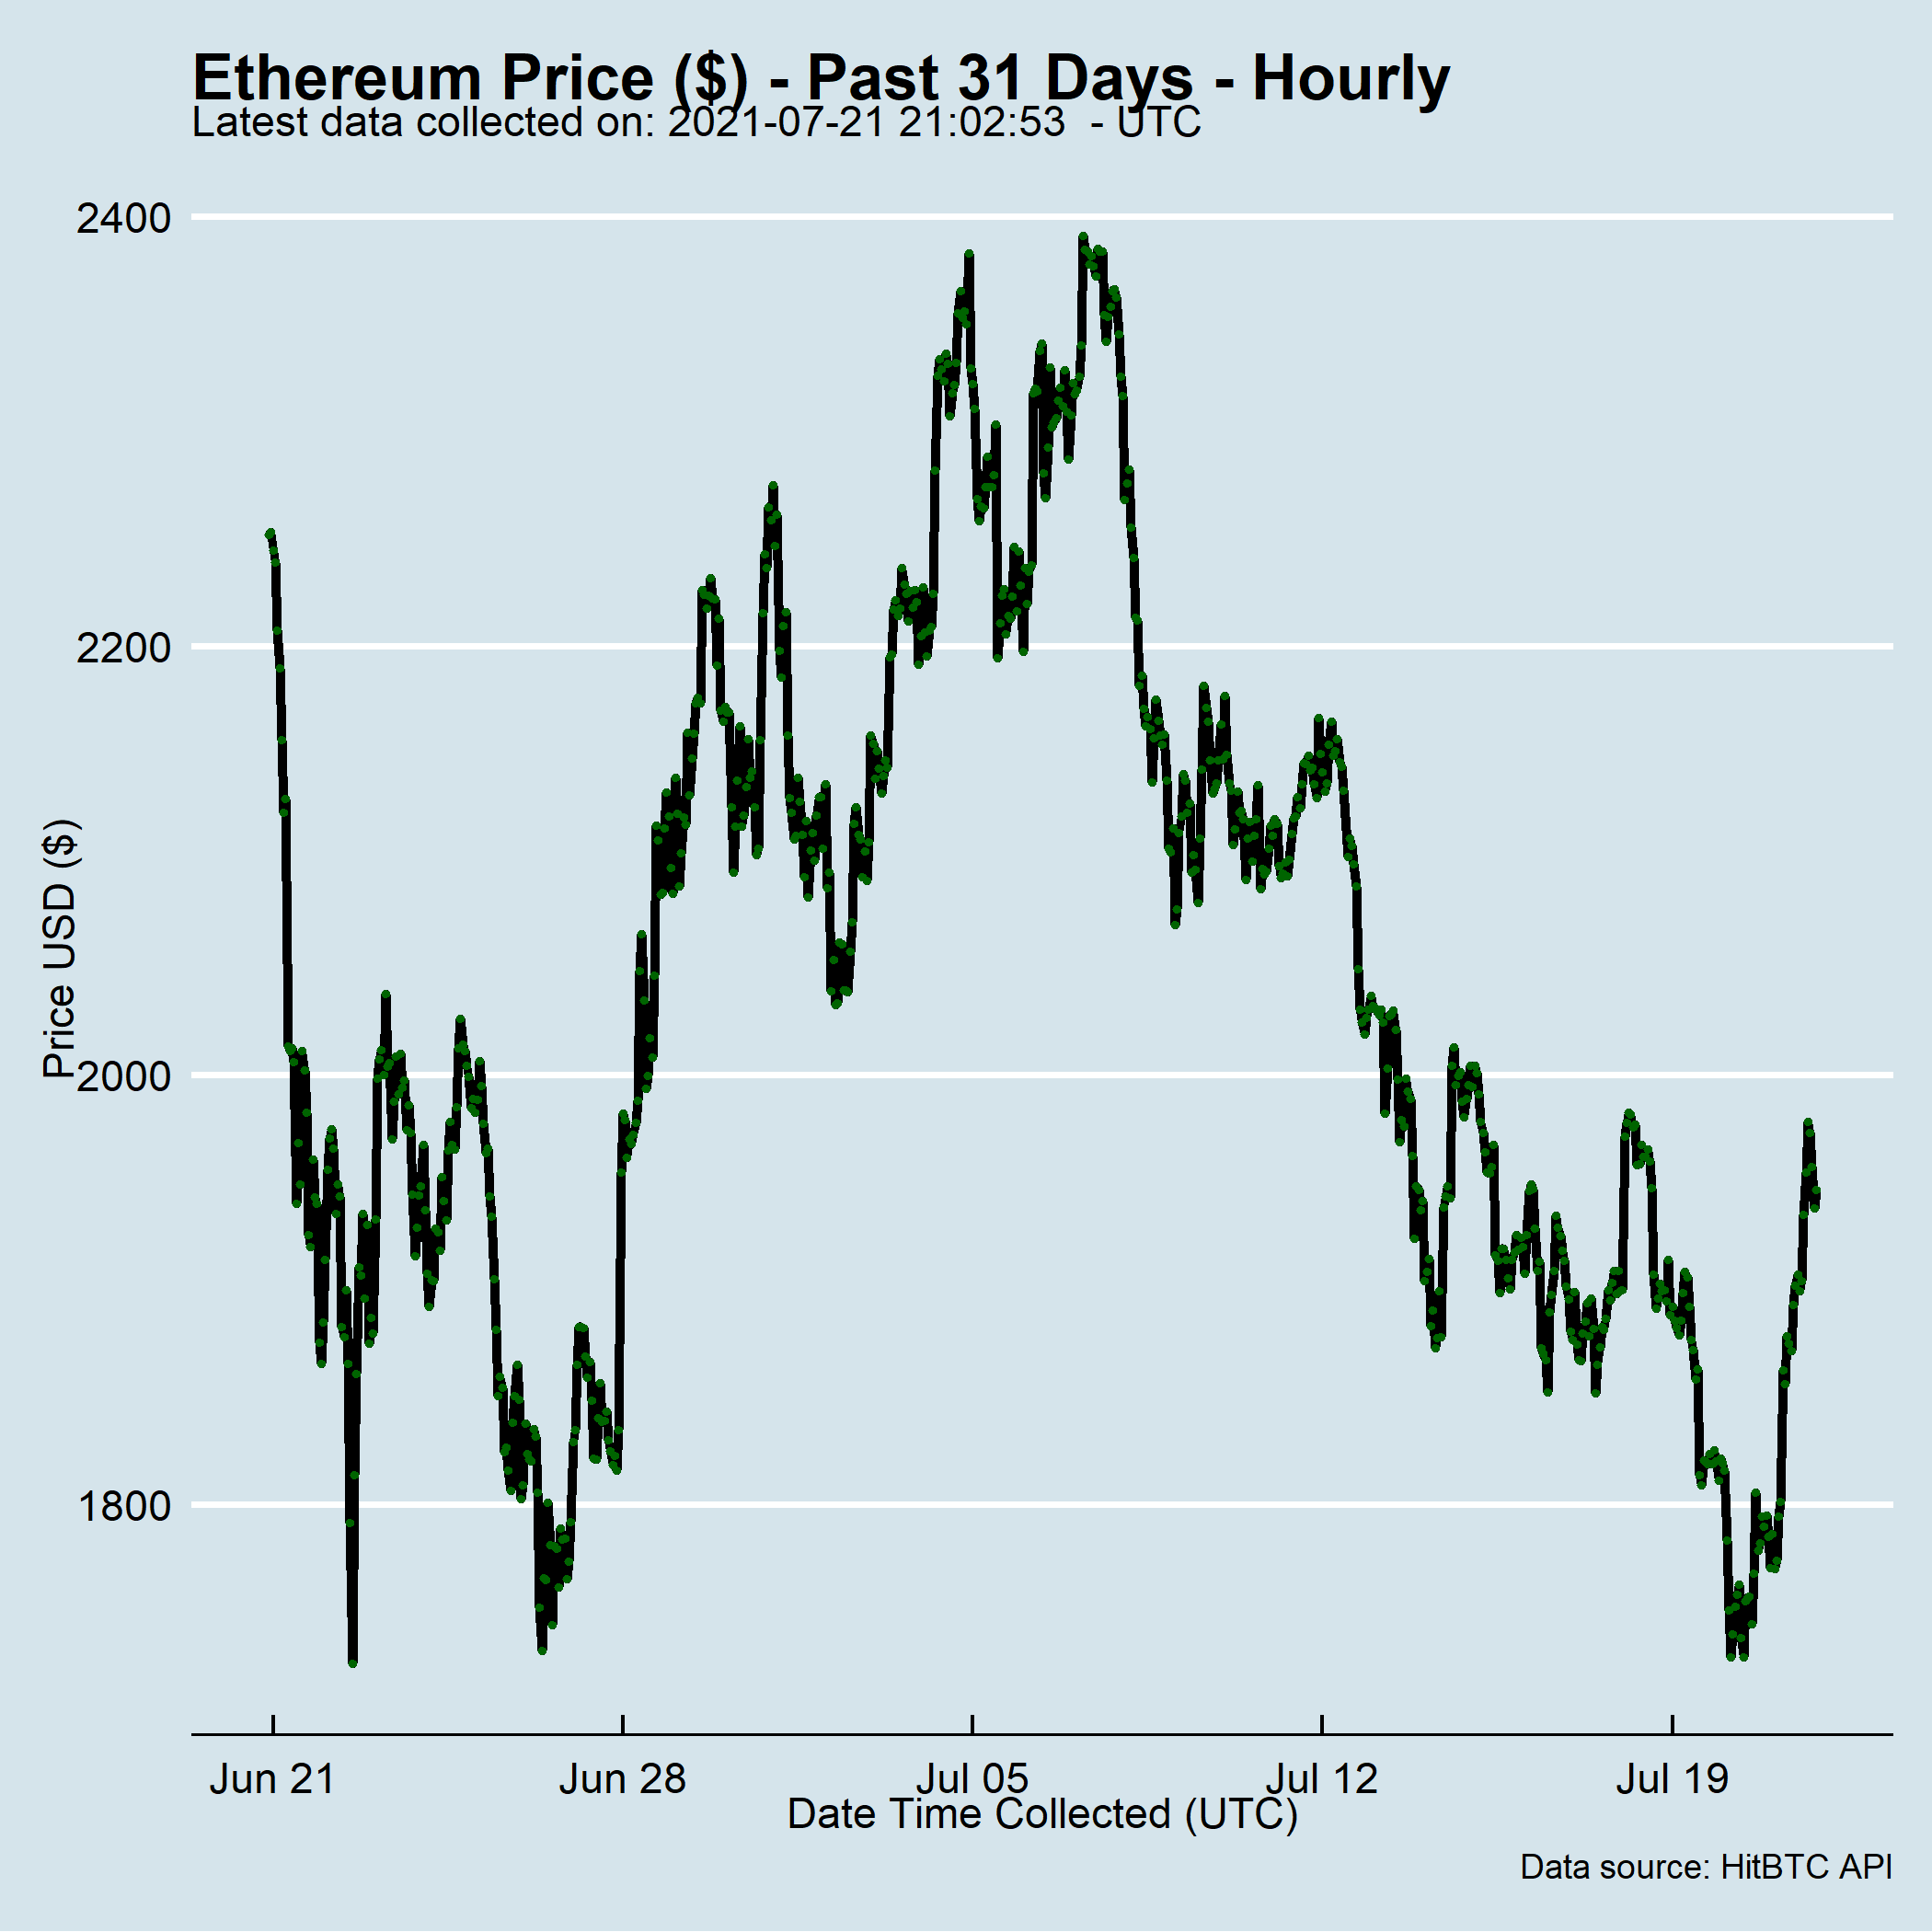 Ethereum Price ($) - Past 31 Days - Hourly
Latest data collected on: 2021-07-21 21:02:53  - UTC
2400
2200
2000
1800
Price USD ($)
Jun 21
Jun 28
Jul 05
Jul 12
Jul 19
Date Time Collected (UTC)
Data source: HitBTC API